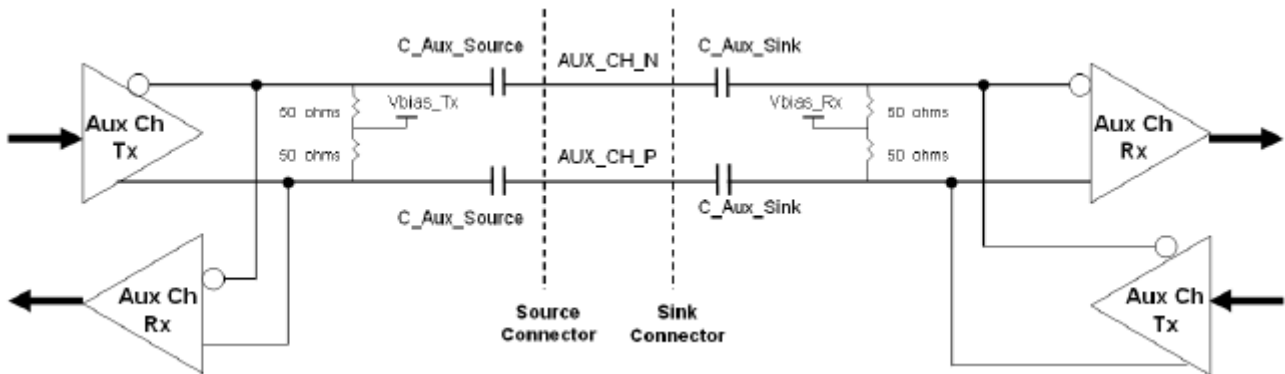 C_Aux_Source
AUX_CH_N
C_Aux_Sink
Aux Ch
Tx
50 ohms
Vbias_Tx
50 ohms
Vbias_Rx
50 ohms
50 ohms
Aux Ch
Rx
AUX_CH_P
C_Aux_Source
C_Aux_Sink
Aux Ch
Rx
Source
Connector
Sink
Connector
Aux Ch
Tx